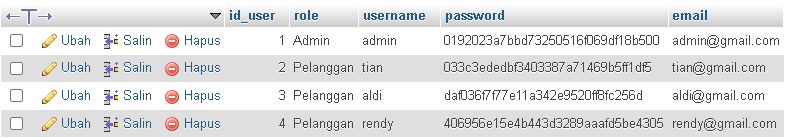 id_user role username password email
Ubah Salin Hapus 1 Admin admin 0192023a7bbd73250516f069df18b500 admin@gmail.com
Ubah Salin Hapus 2 Pelanggan tian 033c3ededbf3403387a71469b5ff1df5 tian@gmail.com
Ubah Salin Hapus 3 Pelanggan aldi daf036f7f77e11a342e9520ff8fc256d aldi@gmail.com
Ubah Salin Hapus 4 Pelanggan rendy 406956e15e4b443d3289aaafd5be4305 rendy@gmail.com